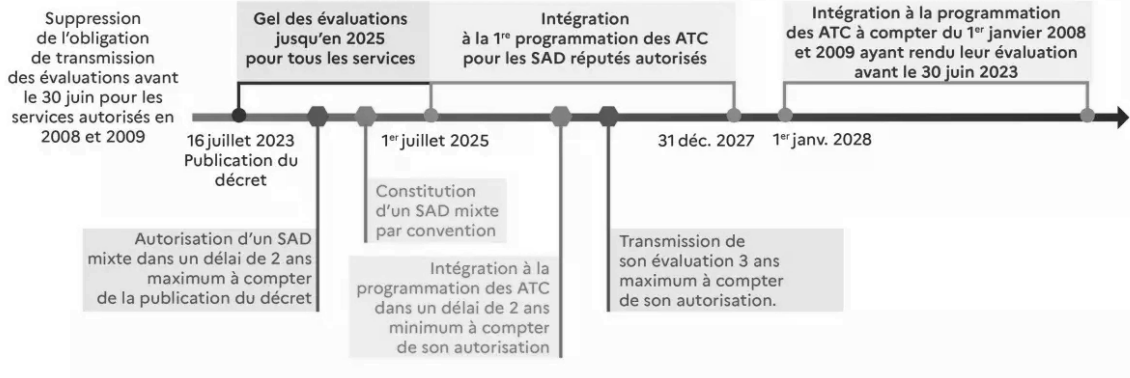 Suppression
de l'obligation
de transmission
des évaluations avant
le 30 juin pour les
services autorisés en
2008 et 2009
Gel des évaluations
jusqu'en 2025
pour tous les services
Intégration
à la 1re programmation des ATC
pour les SAD réputés autorisés
Intégration à la programmation
des ATC à compter du 1er janvier 2008
et 2009 ayant rendu leur évaluation
avant le 30 juin 2023
16 juillet 2023
Publication du
décret
1er juillet 2025
31 déc. 2027
1er janv. 2028
Constitution
d'un SAD mixte
par convention
Autorisation d'un SAD
mixte dans un délai de 2 ans
maximum à compter
de la publication du décret
Intégration à la
programmation des ATC
dans un délai de 2 ans
minimum à compter
de son autorisation
Transmission de
son évaluation 3 ans
maximum à compter
de son autorisation.